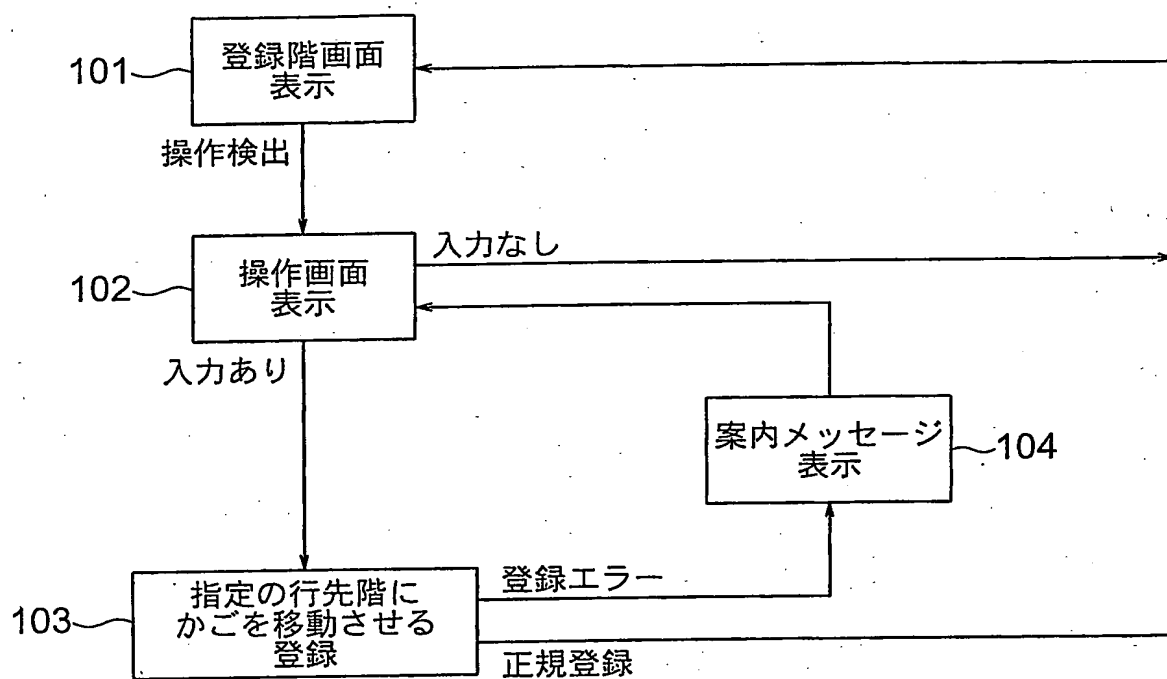 101
登録階画面
表示
操作検出
102
操作画面
表示
入力なし
入力あり
案内メッセージ
表示
104
103
指定の行先階に
かごを移動させる
登録
登録エラー
正規登録